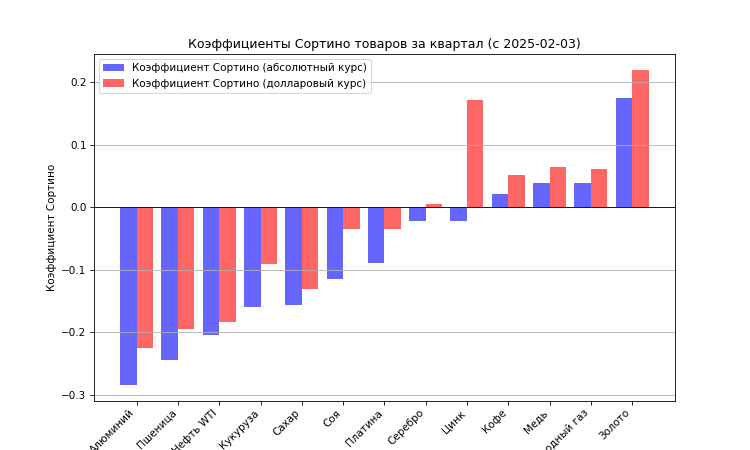 Коэффициенты Сортино товаров за квартал (с 2025-02-03)
Коэффициент Сортино (абсолютный курс)
Коэффициент Сортино (долларовый курс)
Коэффициент Сортино
0.2
0.1
0.0
−0.1
−0.2
−0.3
Алюминий
Пшеница
Нефть WTI
Кукуруза
Сахар
Соя
Платина
Серебро
Цинк
Кофе
Медь
газ
Золото